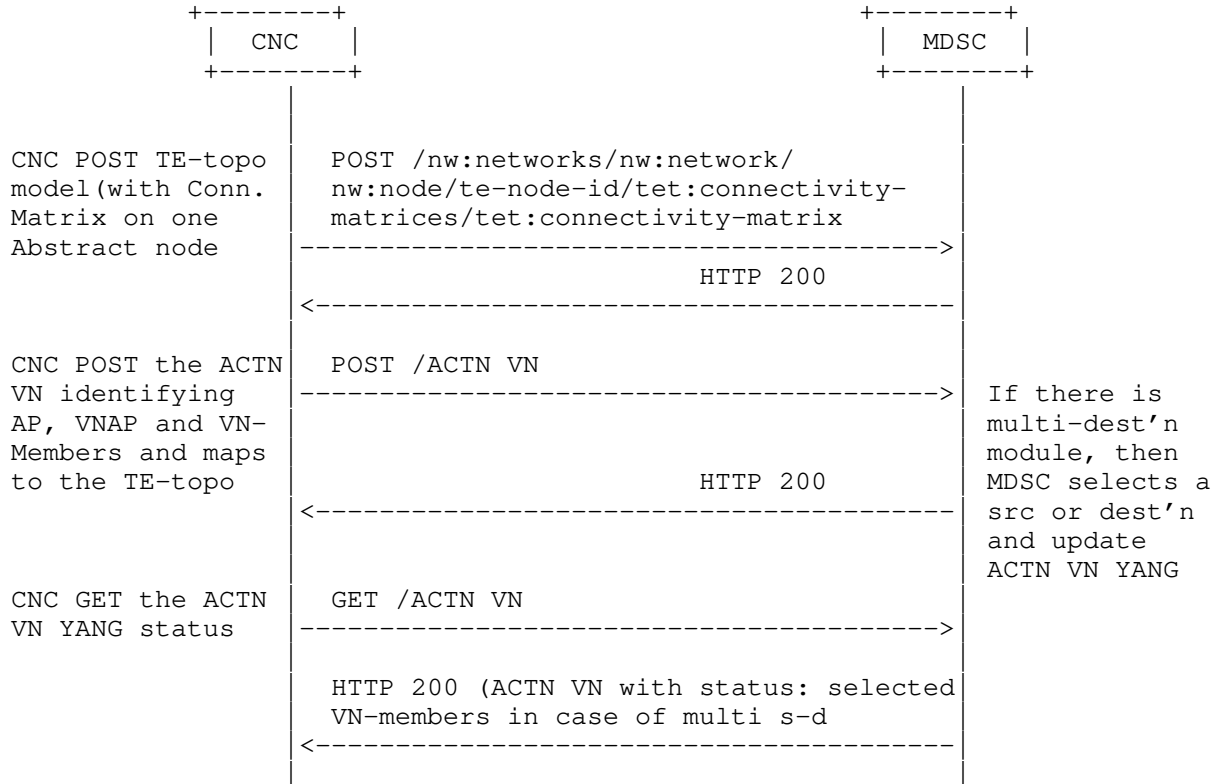 CNC
MDSC
CNC POST TE-topo
model(with Conn.
Matrix on one
Abstract node
POST /nw:networks/nw:network/
nw:node/te-node-id/tet:connectivity-
matrices/tet:connectivity-matrix
HTTP 200
CNC POST the ACTN
VN identifying
AP, VNAP and VN-
Members and maps
to the TE-topo
POST /ACTN VN
HTTP 200
If there is
multi-dest'n
module, then
MDSC selects a
src or dest'n
and update
ACTN VN YANG
CNC GET the ACTN
VN YANG status
GET /ACTN VN
HTTP 200 (ACTN VN with status: selected
VN-members in case of multi s-d